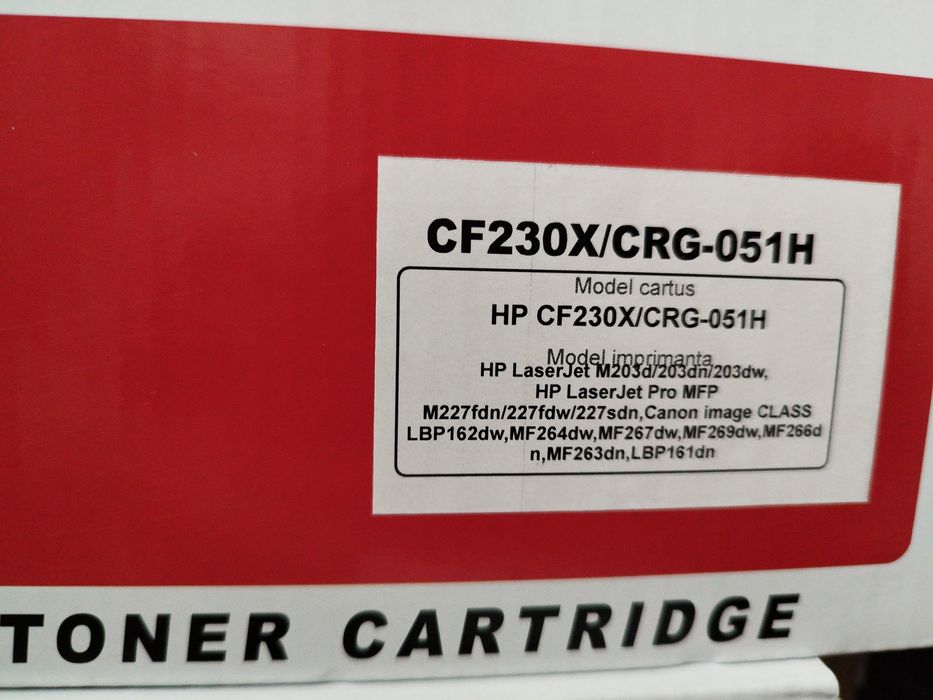 CF230X/CRG-051H
Model cartus
HP CF230X/CRG-051H
Model imprimanta
HP LaserJet M203d/203dn/203dw,
HP LaserJet Pro MFP
M227fdn/227fdw/227sdn,Canon image CLASS
LBP162dw,MF264dw,MF267dw,MF269dw,MF266d
n,MF263dn,LBP161dn
TONER CARTRIDGE